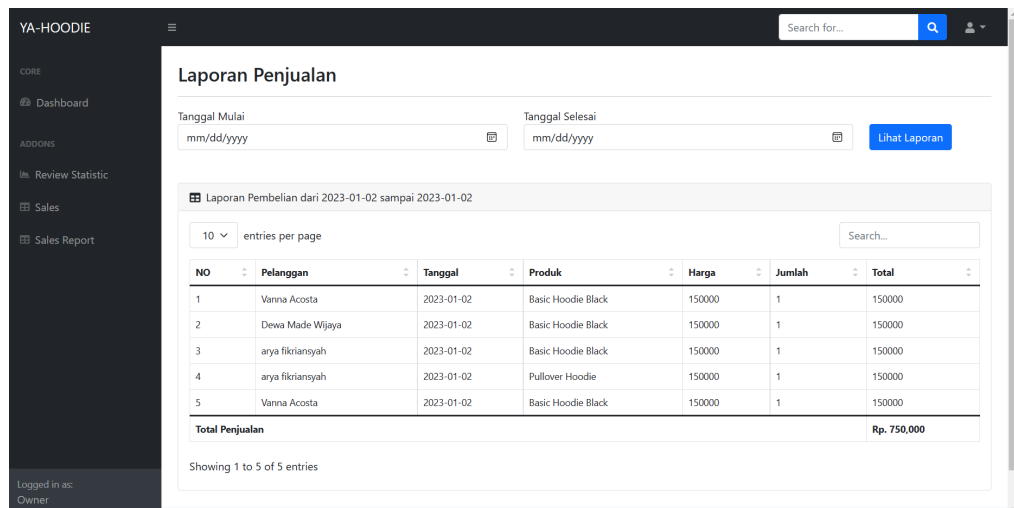 YA-HOODIE
Search for...
CORE
Dashboard
ADDONS
Review Statistic
Sales
Sales Report
Logged in as:
Owner
Laporan Penjualan
Tanggal Mulai Tanggal Selesai
mm/dd/yyyy mm/dd/yyyy Lihat Laporan
Laporan Pembelian dari 2023-01-02 sampai 2023-01-02
10 entries per page Search...
NO Pelanggan Tanggal Produk Harga Jumlah Total
1 Vanna Acosta 2023-01-02 Basic Hoodie Black 150000 1 150000
2 Dewa Made Wijaya 2023-01-02 Basic Hoodie Black 150000 1 150000
3 arya fikriansyah 2023-01-02 Basic Hoodie Black 150000 1 150000
4 arya fikriansyah 2023-01-02 Pullover Hoodie 150000 1 150000
5 Vanna Acosta 2023-01-02 Basic Hoodie Black 150000 1 150000
Total Penjualan Rp. 750,000
Showing 1 to 5 of 5 entries